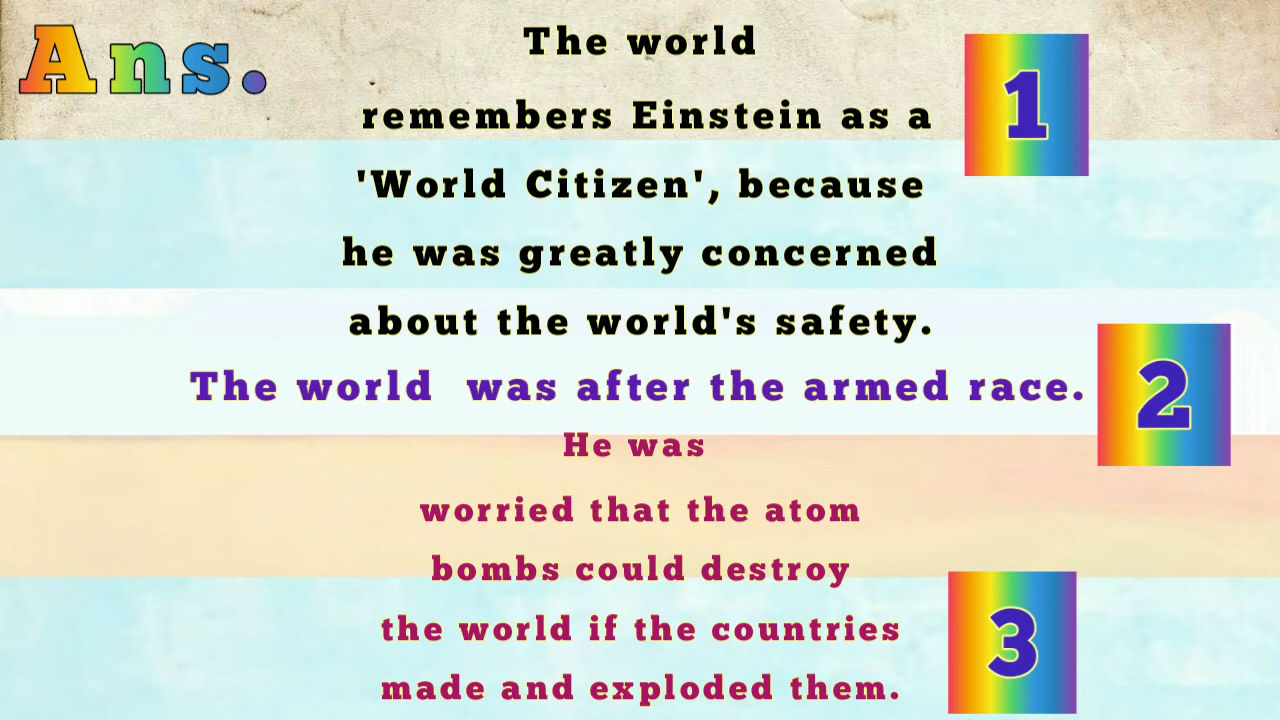 Ans.
The world
remembers Einstein as a
1
'World Citizen', because
he was greatly concerned
about the world's safety.
The world was after the armed race.
2
He was
worried that the atom
bombs could destroy
the world if the countries
3
made and exploded them.